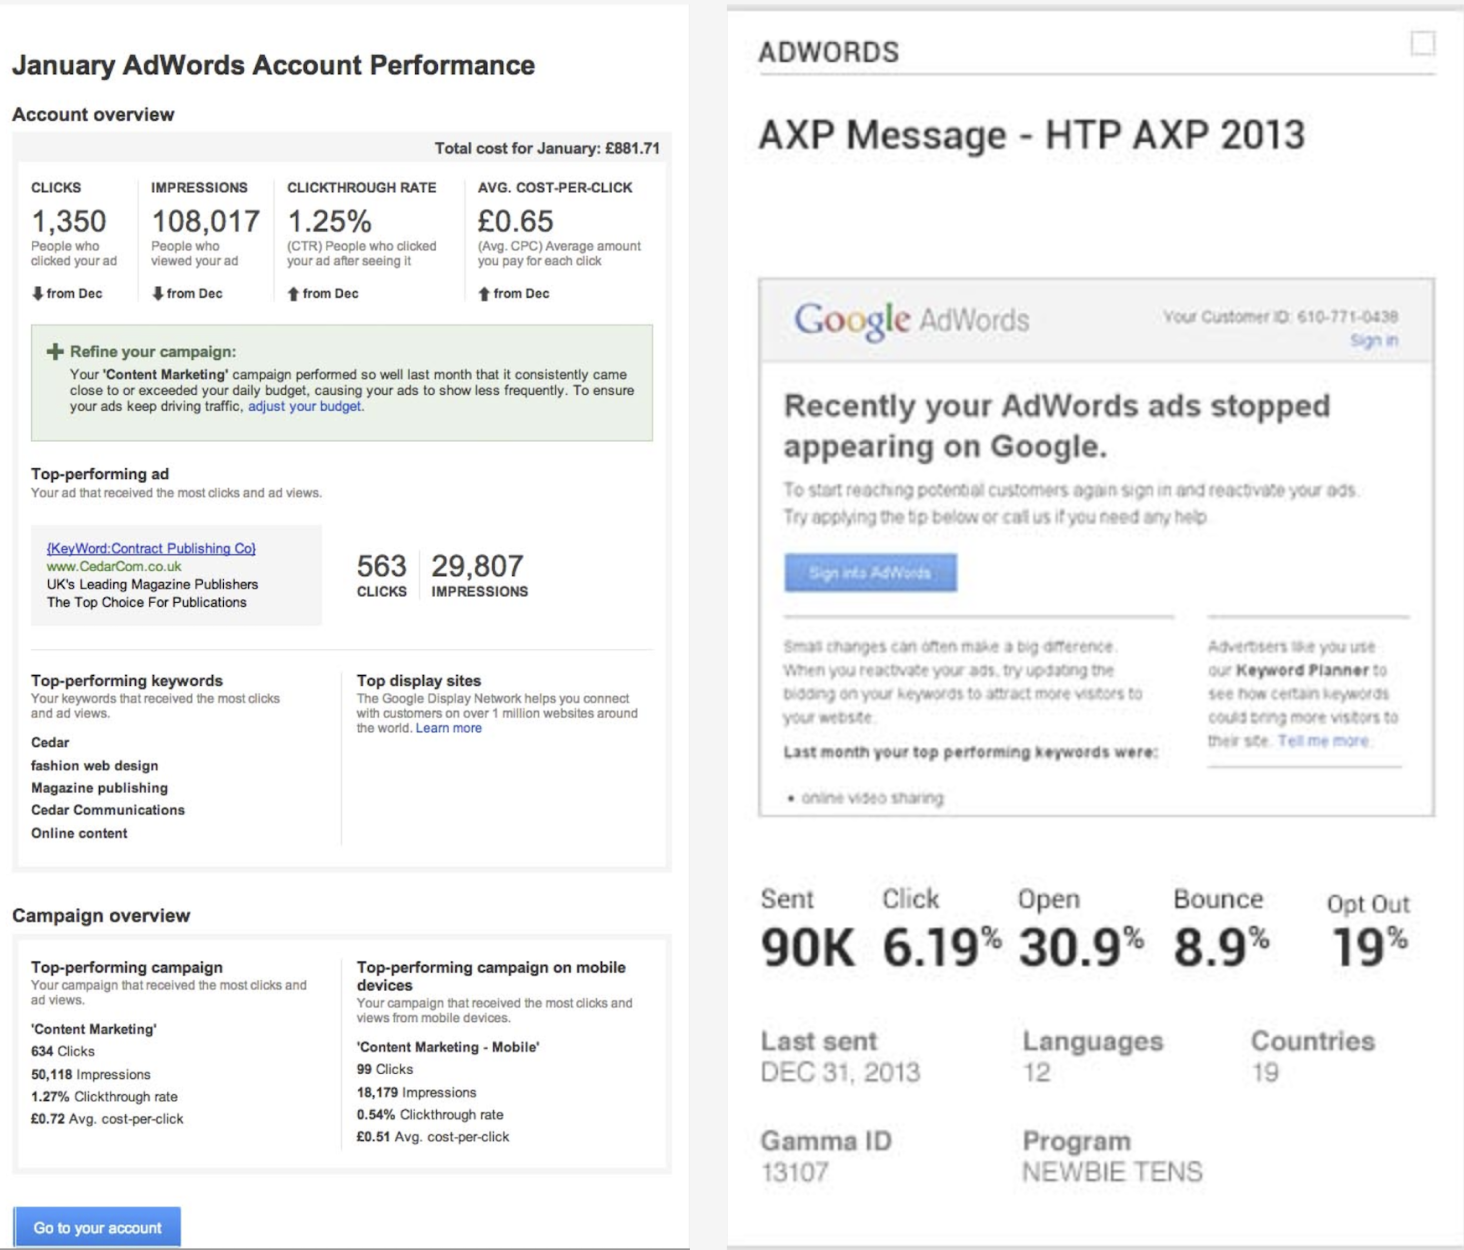 January AdWords Account Performance
Account overview
Total cost for January: £881.71
CLICKS
1,350
People who
clicked your ad
from Dec
IMPRESSIONS
108,017
People who
viewed your ad
from Dec
CLICKTHROUGH RATE
1.25%
(CTR) People who clicked
your ad after seeing it
from Dec
AVG. COST-PER-CLICK
£0.65
(Avg. CPC) Average amount
you pay for each click
from Dec
Refine your campaign:
Your 'Content Marketing' campaign performed so well last month that it consistently came
close to or exceeded your daily budget, causing your ads to show less frequently. To ensure
your ads keep driving traffic, adjust your budget.
Top-performing ad
Your ad that received the most clicks and ad views.
{KeyWord:Contract Publishing Co}
www.CedarCom.co.uk
UK's Leading Magazine Publishers
The Top Choice For Publications
563
CLICKS
29,807
IMPRESSIONS
Top-performing keywords
Your keywords that received the most clicks
and ad views.
Cedar
fashion web design
Magazine publishing
Cedar Communications
Online content
Top display sites
The Google Display Network helps you connect
with customers on over 1 million websites around
the world. Learn more
Campaign overview
Top-performing campaign
Your campaign that received the most clicks and
ad views.
'Content Marketing'
634 Clicks
50,118 Impressions
1.27% Clickthrough rate
£0.72 Avg. cost-per-click
Top-performing campaign on mobile
devices
Your campaign that received the most clicks and
views from mobile devices.
'Content Marketing - Mobile'
99 Clicks
18,179 Impressions
0.54% Clickthrough rate
£0.51 Avg. cost-per-click
Go to your account
ADWORDS
AXP Message - HTP AXP 2013
Google AdWords
Your Customer ID: 610-771-0438
Sign in
Recently your AdWords ads stopped
appearing on Google.
To start reaching potential customers again sign in and reactivate your ads.
Try applying the tip below or call us if you need any help.
Sign into AdWords
Small changes can often make a big difference.
When you reactivate your ads, try updating the
bidding on your keywords to attract more visitors to
your website.
Last month your top performing keywords were:
• online video sharing
Advertisers like you use
our Keyword Planner to
see how certain keywords
could bring more visitors to
their site. Tell me more.
Sent
90K
Click
6.19%
Open
30.9%
Bounce
8.9%
Opt Out
19%
Last sent
DEC 31, 2013
Languages
12
Countries
19
Gamma ID
13107
Program
NEWBIE TENS